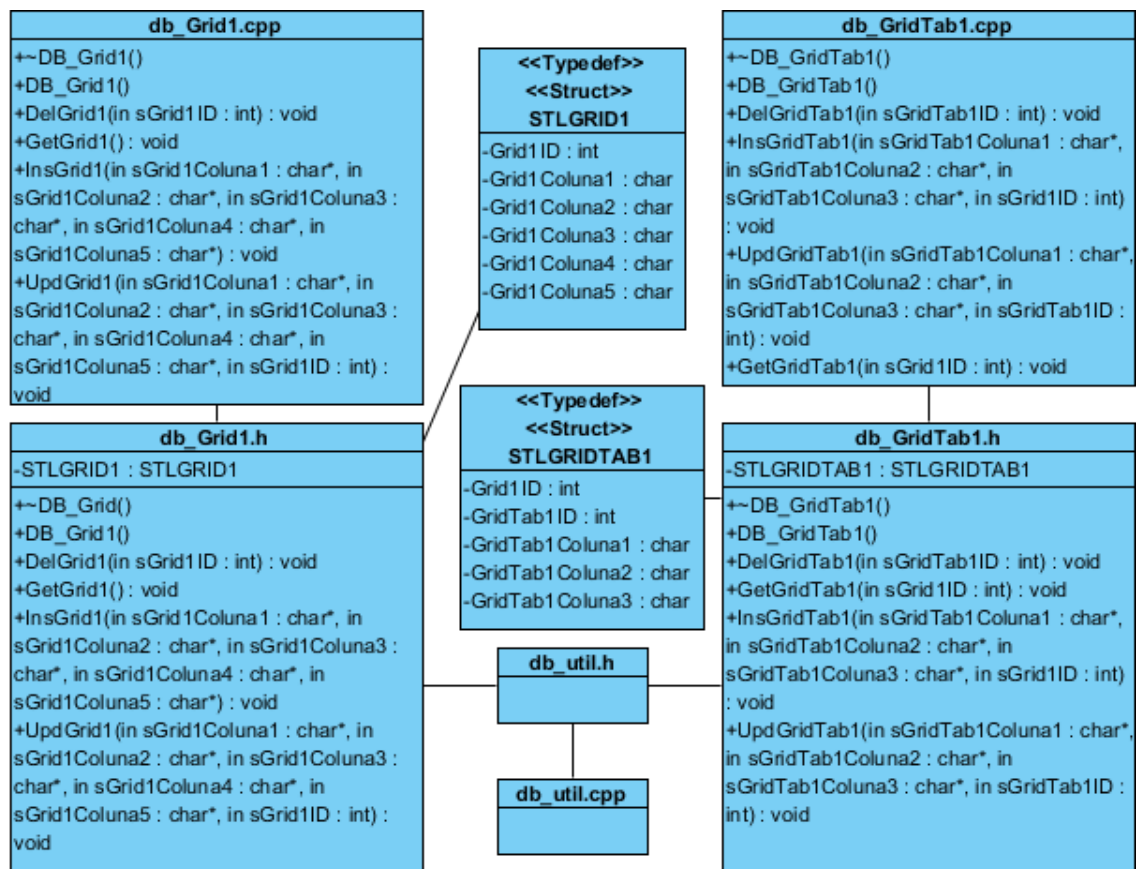 db_Grid1.cpp
+~DB_Grid1()
+DB_Grid1()
+DelGrid1(in sGrid1ID : int) : void
+GetGrid1() : void
+InsGrid1(in sGrid1Coluna1 : char*, in
sGrid1Coluna2 : char*, in sGrid1Coluna3 :
char*, in sGrid1Coluna4 : char*, in
sGrid1Coluna5 : char*) : void
+UpdGrid1(in sGrid1Coluna1 : char*, in
sGrid1Coluna2 : char*, in sGrid1Coluna3 :
char*, in sGrid1Coluna4 : char*, in
sGrid1Coluna5 : char*, in sGrid1ID : int) :
void
<<Typedef>>
<<Struct>>
STLGRID1
-Grid1ID : int
-Grid1Coluna1 : char
-Grid1Coluna2 : char
-Grid1Coluna3 : char
-Grid1Coluna4 : char
-Grid1Coluna5 : char
db_GridTab1.cpp
+~DB_GridTab1()
+DB_GridTab1()
+DelGridTab1(in sGridTab1ID : int) : void
+InsGridTab1(in sGridTab1Coluna1 : char*,
in sGridTab1Coluna2 : char*, in
sGridTab1Coluna3 : char*, in sGrid1ID : int)
: void
+UpdGridTab1(in sGridTab1Coluna1 : char*,
in sGridTab1Coluna2 : char*, in
sGridTab1Coluna3 : char*, in sGridTab1ID :
int) : void
+GetGridTab1(in sGrid1ID : int) : void
db_Grid1.h
-STLGRID1 : STLGRID1
+~DB_Grid()
+DB_Grid1()
+DelGrid1(in sGrid1ID : int) : void
+GetGrid1() : void
+InsGrid1(in sGrid1Coluna1 : char*, in
sGrid1Coluna2 : char*, in sGrid1Coluna3 :
char*, in sGrid1Coluna4 : char*, in
sGrid1Coluna5 : char*) : void
+UpdGrid1(in sGrid1Coluna1 : char*, in
sGrid1Coluna2 : char*, in sGrid1Coluna3 :
char*, in sGrid1Coluna4 : char*, in
sGrid1Coluna5 : char*, in sGrid1ID : int) :
void
<<Typedef>>
<<Struct>>
STLGRIDTAB1
-Grid1ID : int
-GridTab1ID : int
-GridTab1Coluna1 : char
-GridTab1Coluna2 : char
-GridTab1Coluna3 : char
db_util.h
db_util.cpp
db_GridTab1.h
-STLGRIDTAB1 : STLGRIDTAB1
+~DB_GridTab1()
+DB_GridTab1()
+DelGridTab1(in sGridTab1ID : int) : void
+GetGridTab1(in sGrid1ID : int) : void
+InsGridTab1(in sGridTab1Coluna1 : char*,
in sGridTab1Coluna2 : char*, in
sGridTab1Coluna3 : char*, in sGrid1ID : int)
: void
+UpdGridTab1(in sGridTab1Coluna1 : char*,
in sGridTab1Coluna2 : char*, in
sGridTab1Coluna3 : char*, in sGridTab1ID :
int) : void